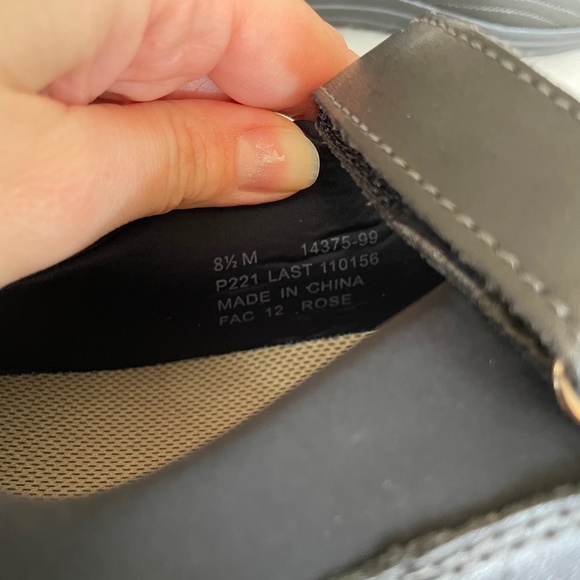 8½ M 14375-99
P221 LAST 110156
MADE IN CHINA
FAC 12 ROSE